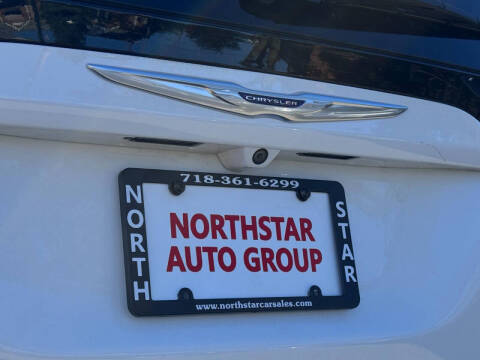 CHRYSLER
718-361-6299
NORTH
NORTHSTAR
AUTO GROUP
STAR
www.northstarcarsales.com